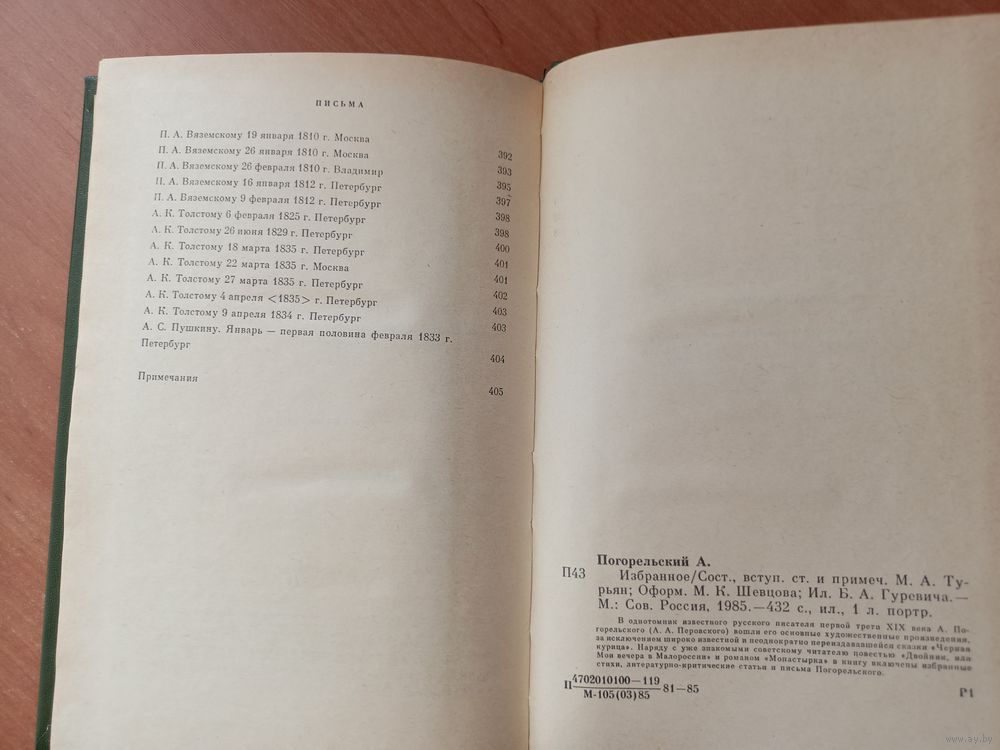 ПИСЬМА
П. А. Вяземскому 19 января 1810 г. Москва 392
П. А. Вяземскому 26 января 1810 г. Москва 393
П. А. Вяземскому 26 февраля 1810 г. Владимир 395
П. А. Вяземскому 16 января 1812 г. Петербург 397
П. А. Вяземскому 9 февраля 1812 г. Петербург 398
А. К. Толстому 6 февраля 1825 г. Петербург 398
А. К. Толстому 26 июня 1829 г. Петербург 400
А. К. Толстому 18 марта 1835 г. Петербург 401
А. К. Толстому 22 марта 1835 г. Москва 401
А. К. Толстому 27 марта 1835 г. Петербург 402
А. К. Толстому 4 апреля <1835> г. Петербург 403
А. К. Толстому 9 апреля 1834 г. Петербург 403
А. С. Пушкину. Январь — первая половина февраля 1833 г.
Петербург 404
Примечания 405
Погорельский А.
П43 Избранное/Сост., вступ. ст. и примеч. М. А. Ту-
рьян; Оформ. М. К. Шевцова; Ил. Б. А. Гуревича.—
М.: Сов. Россия, 1985.—432 с., ил., 1 л. портр.
В однотомник известного русского писателя первой трети XIX века А. По-
горельского (А. А. Перовского) вошли его основные художественные произведения,
за исключением широко известной и неоднократно переиздававшейся сказки «Черная
курица». Наряду с уже знакомыми советскому читателю повестью «Двойник, или
Мои вечера в Малороссии» и романом «Монастырка» в книгу включены избранные
стихи, литературно-критические статьи и письма Погорельского.
П 4702010100—119 81—85
М-105(03)85
Р1
www.ay.by